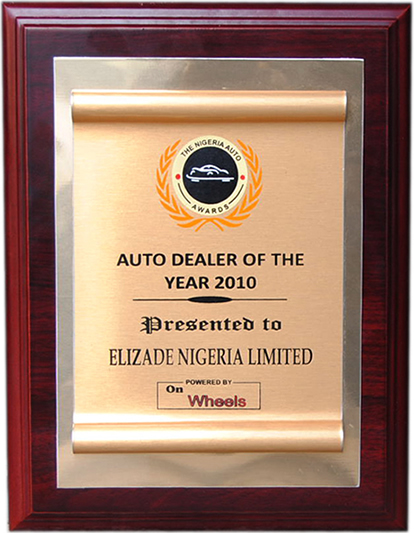 THE NIGERIA AUTO
AWARDS
AUTO DEALER OF THE
YEAR 2010
Presented to
ELIZADE NIGERIA LIMITED
POWERED BY
On
Wheels